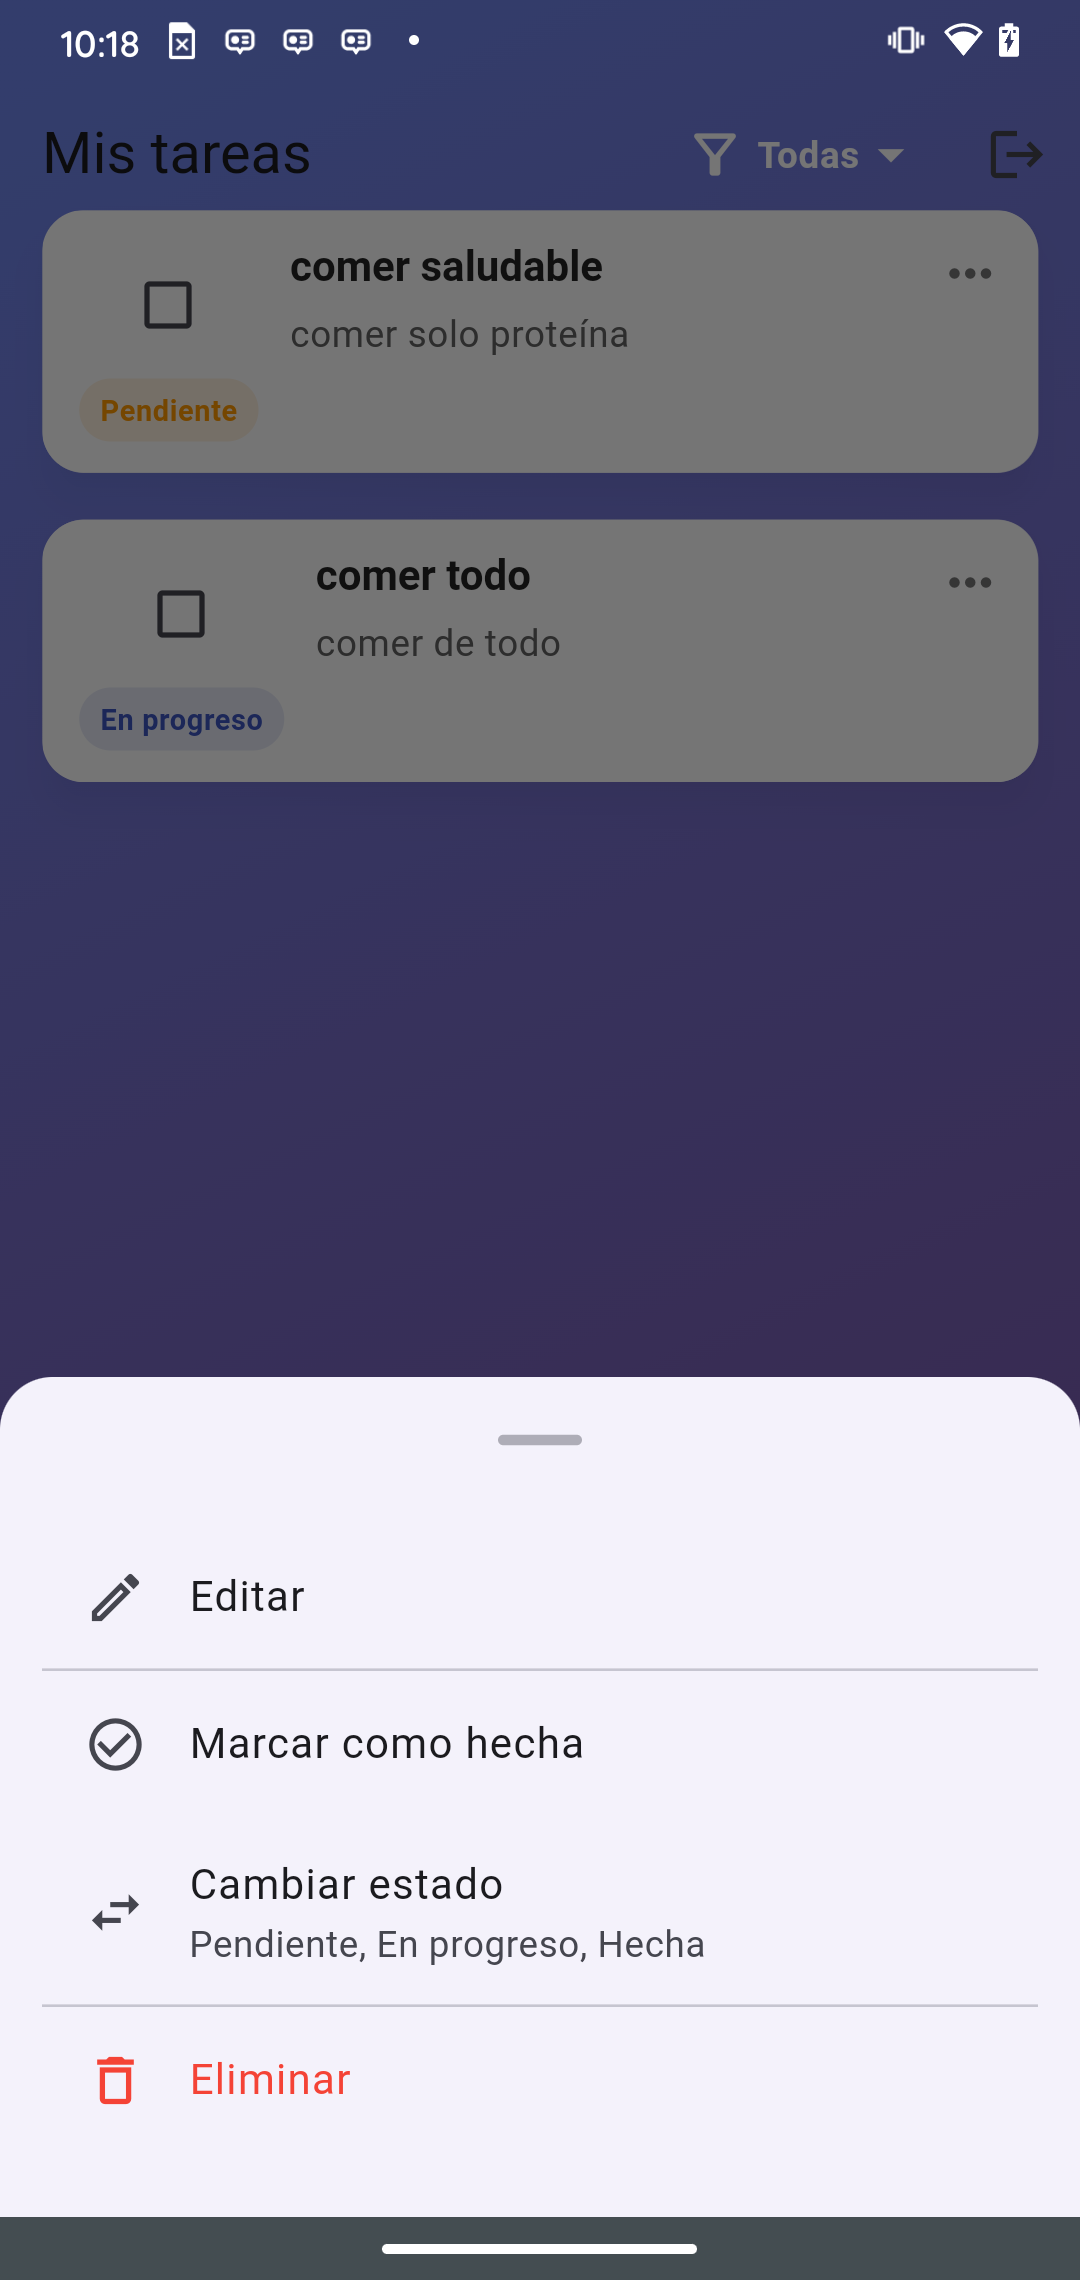 10:18
Mis tareas
Todas
comer saludable
comer solo proteína
Pendiente
comer todo
comer de todo
En progreso
Editar
Marcar como hecha
Cambiar estado
Pendiente, En progreso, Hecha
Eliminar